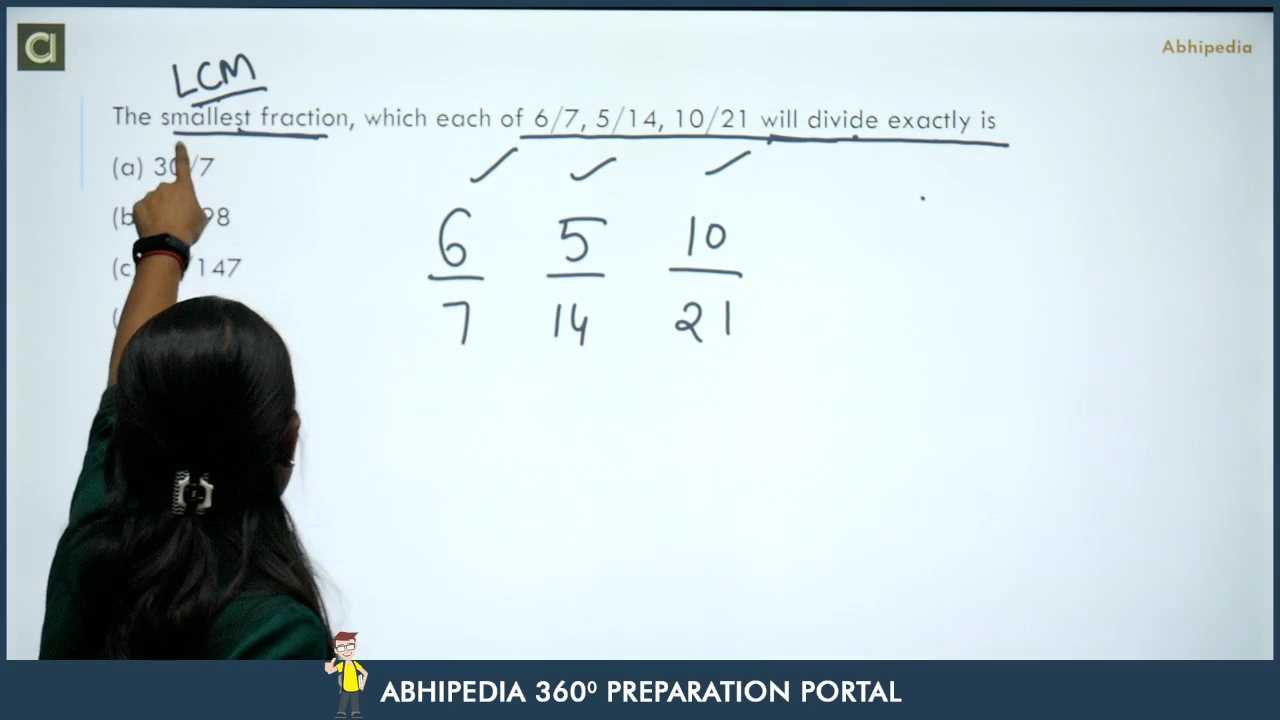 Abhipedia
LCM
The smallest fraction, which each of 6/7, 5/14, 10/21 will divide exactly is
(a) 30/7
98
147
6 5 10
7 14 21
ABHIPEDIA 360⁰ PREPARATION PORTAL